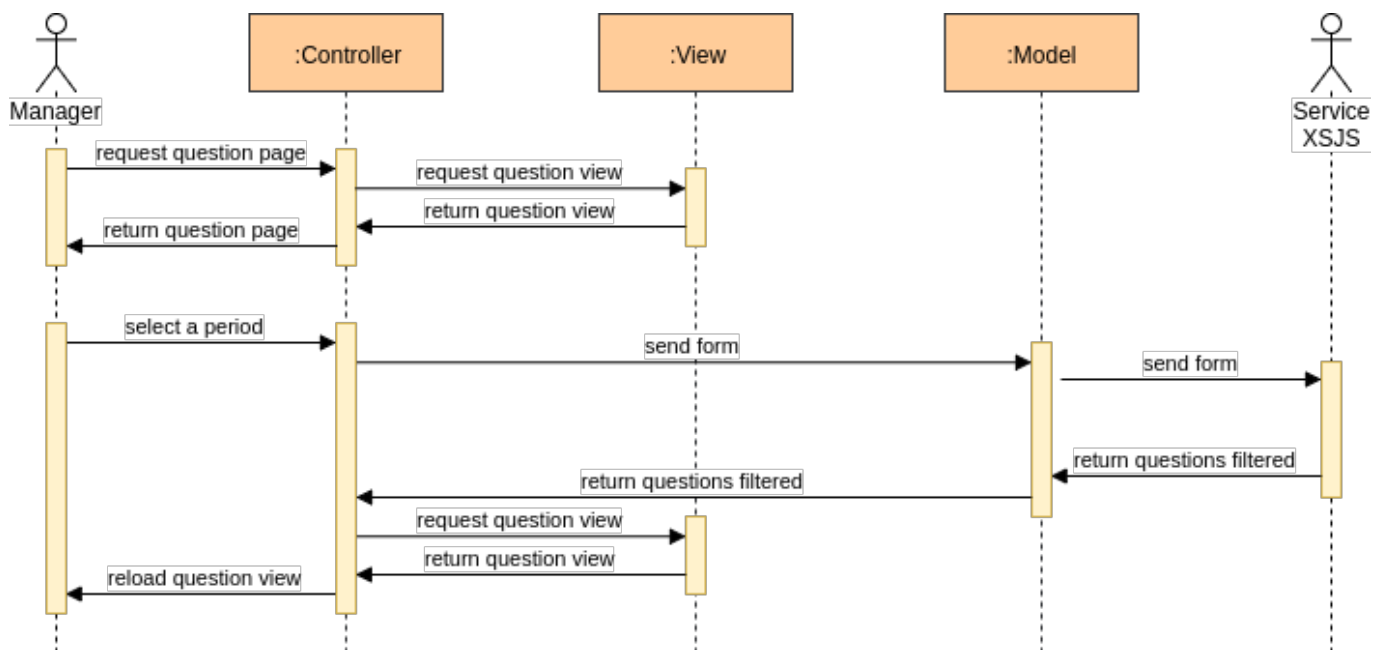 :Controller
:View
:Model
Manager
Service
XSJS
request question page
request question view
return question view
return question page
select a period
send form
send form
return questions filtered
return questions filtered
request question view
return question view
reload question view